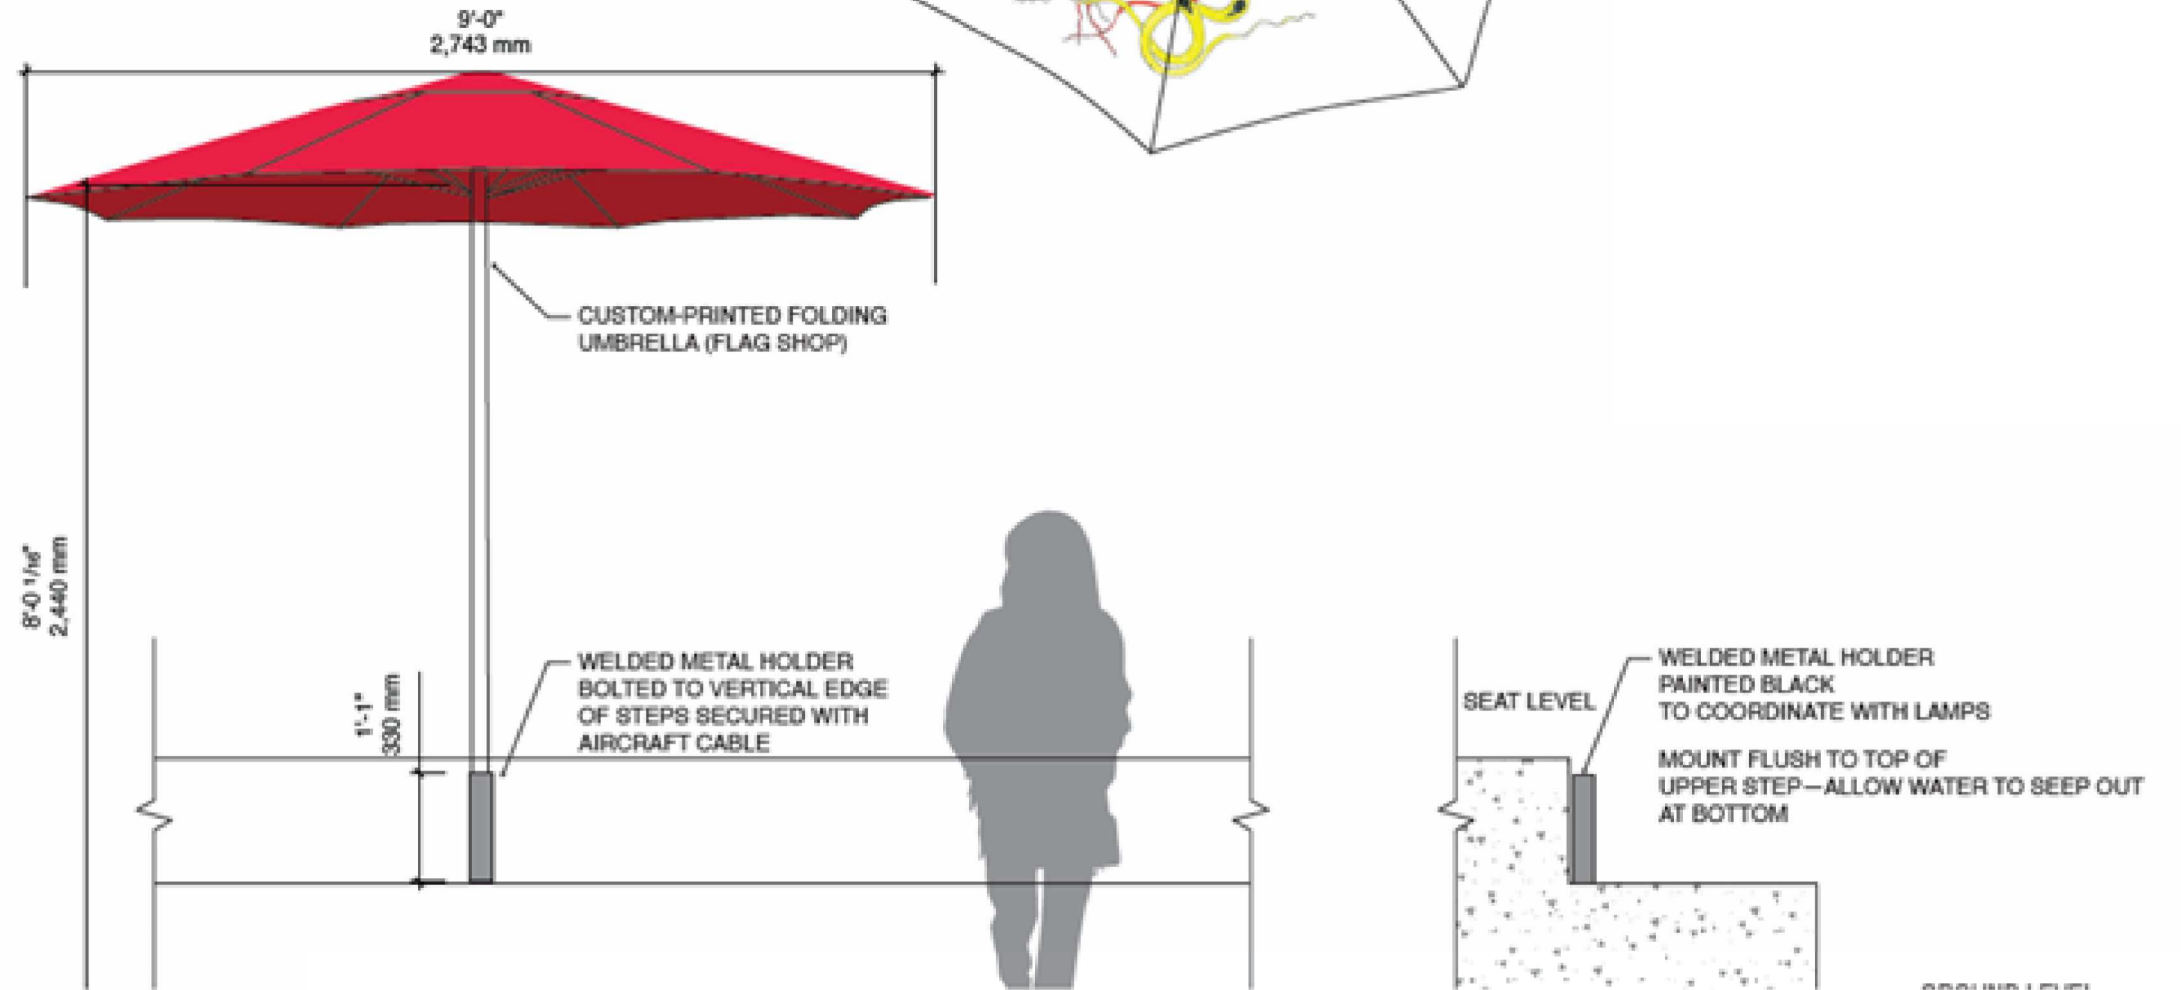 9'-0"
2,743 mm
CUSTOM-PRINTED FOLDING
UMBRELLA (FLAG SHOP)
8'-0 1/16"
2,440 mm
1'-1"
330 mm
WELDED METAL HOLDER
BOLTED TO VERTICAL EDGE
OF STEPS SECURED WITH
AIRCRAFT CABLE
SEAT LEVEL
WELDED METAL HOLDER
PAINTED BLACK
TO COORDINATE WITH LAMPS
MOUNT FLUSH TO TOP OF
UPPER STEP—ALLOW WATER TO SEEP OUT
AT BOTTOM
GROUND LEVEL